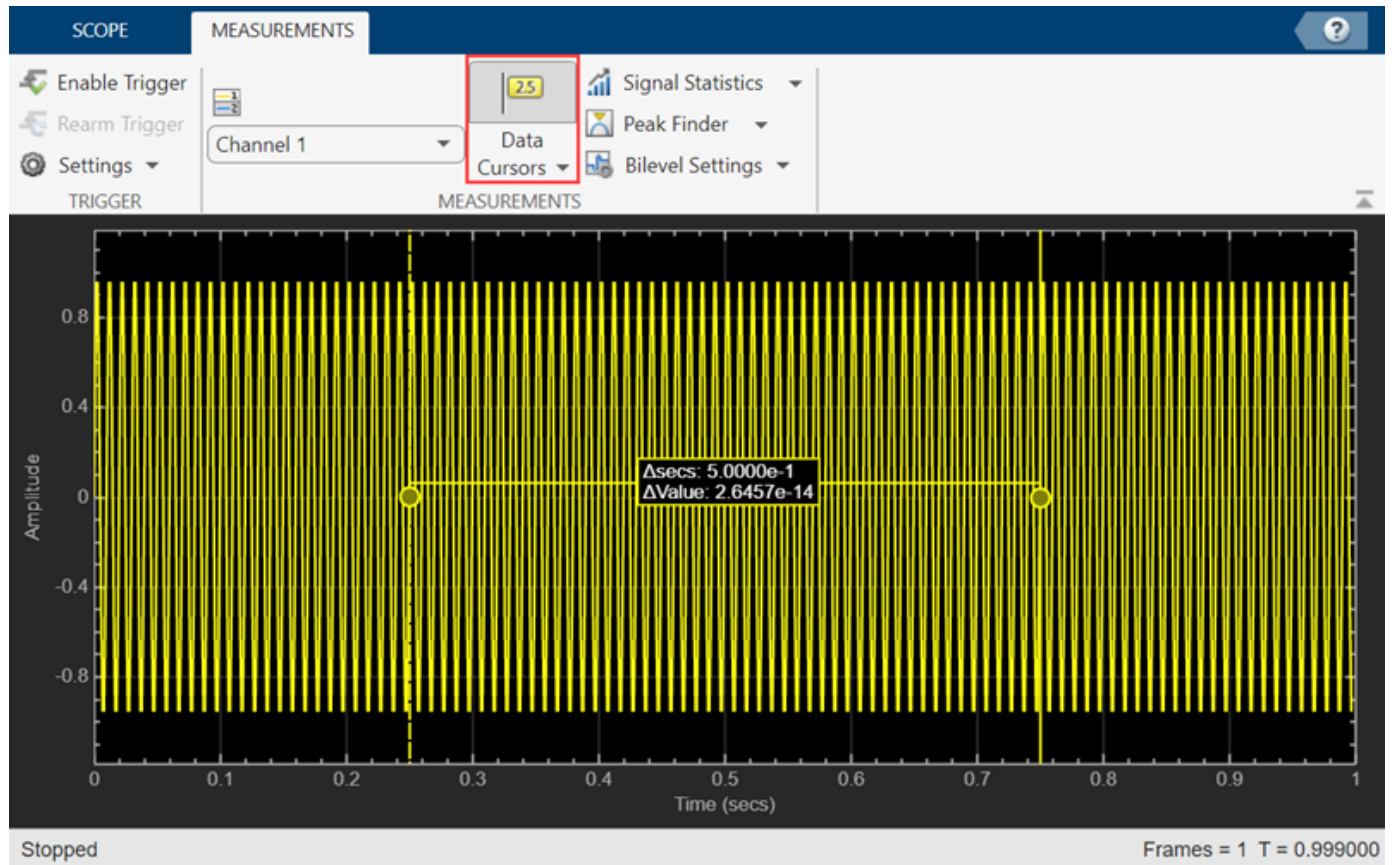 SCOPE
MEASUREMENTS
?
Enable Trigger
Rearm Trigger
Settings
TRIGGER
1
2
Channel 1
2.5
Data
Cursors
Signal Statistics
Peak Finder
Bilevel Settings
MEASUREMENTS
Amplitude
0.8
0.4
0
-0.4
-0.8
Δsecs: 5.0000e-1
ΔValue: 2.6457e-14
0 0.1 0.2 0.3 0.4 0.5 0.6 0.7 0.8 0.9 1
Time (secs)
Stopped
Frames = 1 T = 0.999000